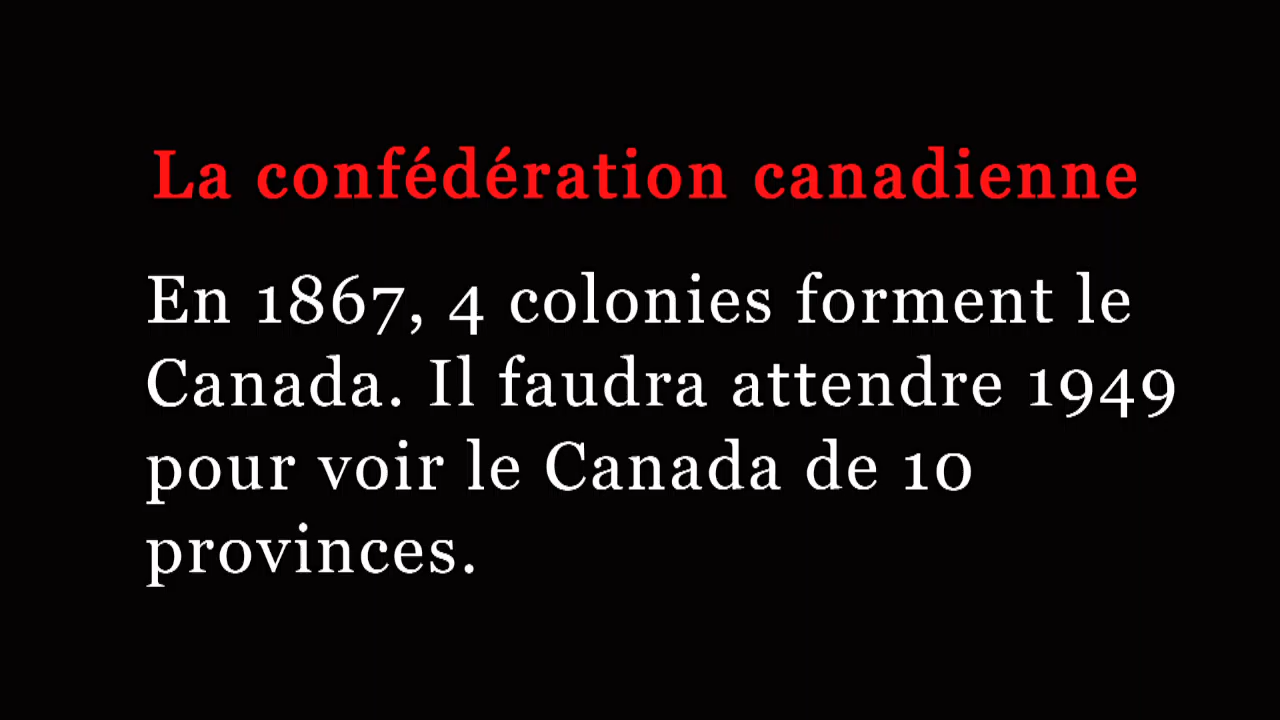 La confédération canadienne
En 1867, 4 colonies forment le
Canada. Il faudra attendre 1949
pour voir le Canada de 10
provinces.